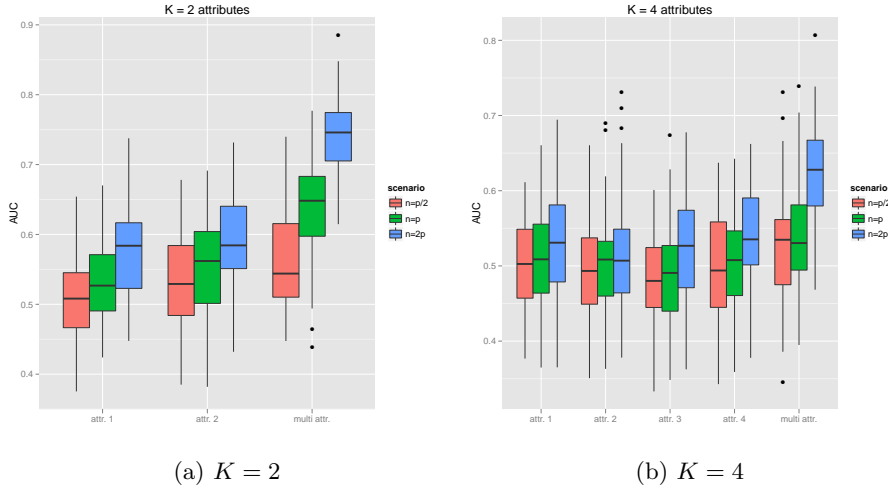 K = 2 attributes
0.9
0.8
0.7
0.6
0.5
0.4
AUC
attr. 1
attr. 2
multi attr.
scenario
n=p/2
n=p
n=2p
(a) K = 2
K = 4 attributes
0.8
0.7
0.6
0.5
0.4
AUC
attr. 1
attr. 2
attr. 3
attr. 4
multi attr.
scenario
n=p/2
n=p
n=2p
(b) K = 4